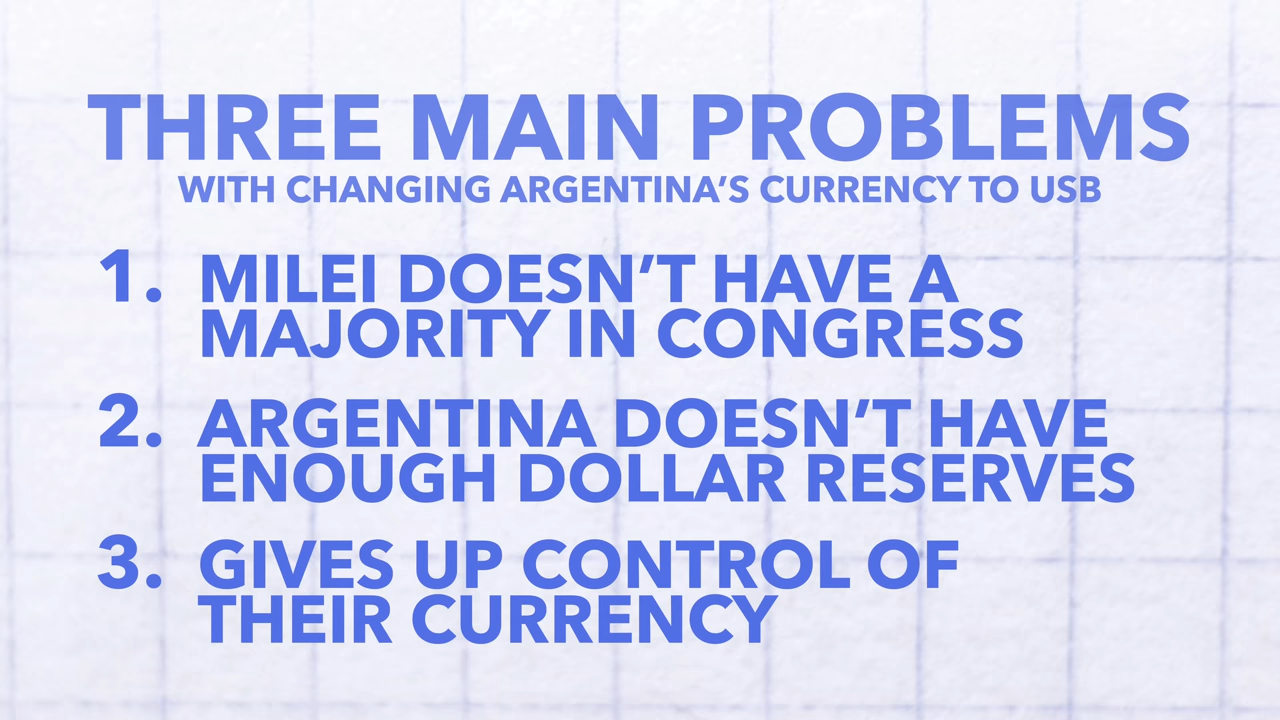 THREE MAIN PROBLEMS
WITH CHANGING ARGENTINA’S CURRENCY TO USB
1. MILEI DOESN’T HAVE A
MAJORITY IN CONGRESS
2. ARGENTINA DOESN’T HAVE
ENOUGH DOLLAR RESERVES
3. GIVES UP CONTROL OF
THEIR CURRENCY